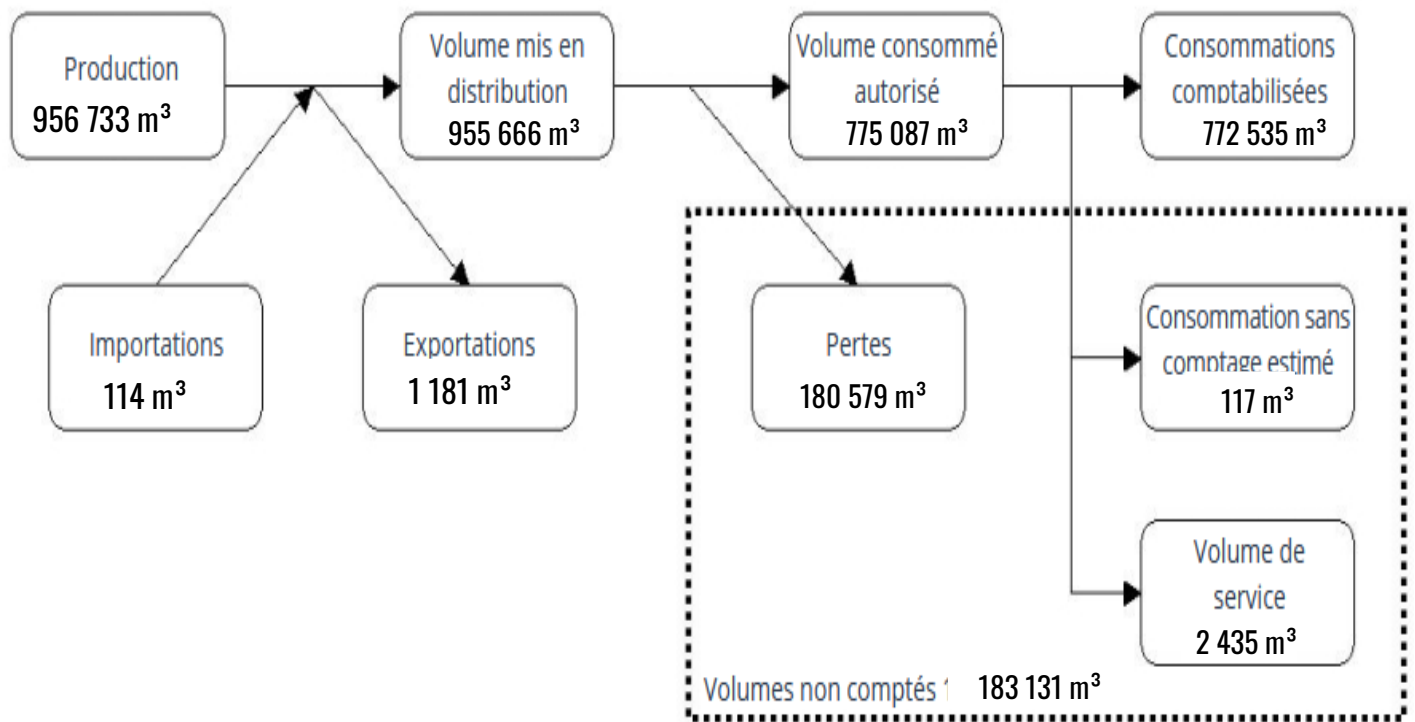 Production
956 733 m³
Volume mis en
distribution
955 666 m³
Volume consommé
autorisé
775 087 m³
Consommations
comptabilisées
772 535 m³
Importations
114 m³
Exportations
1 181 m³
Pertes
180 579 m³
Consommation sans
comptage estimé
117 m³
Volume de
service
2 435 m³
Volumes non comptés 183 131 m³